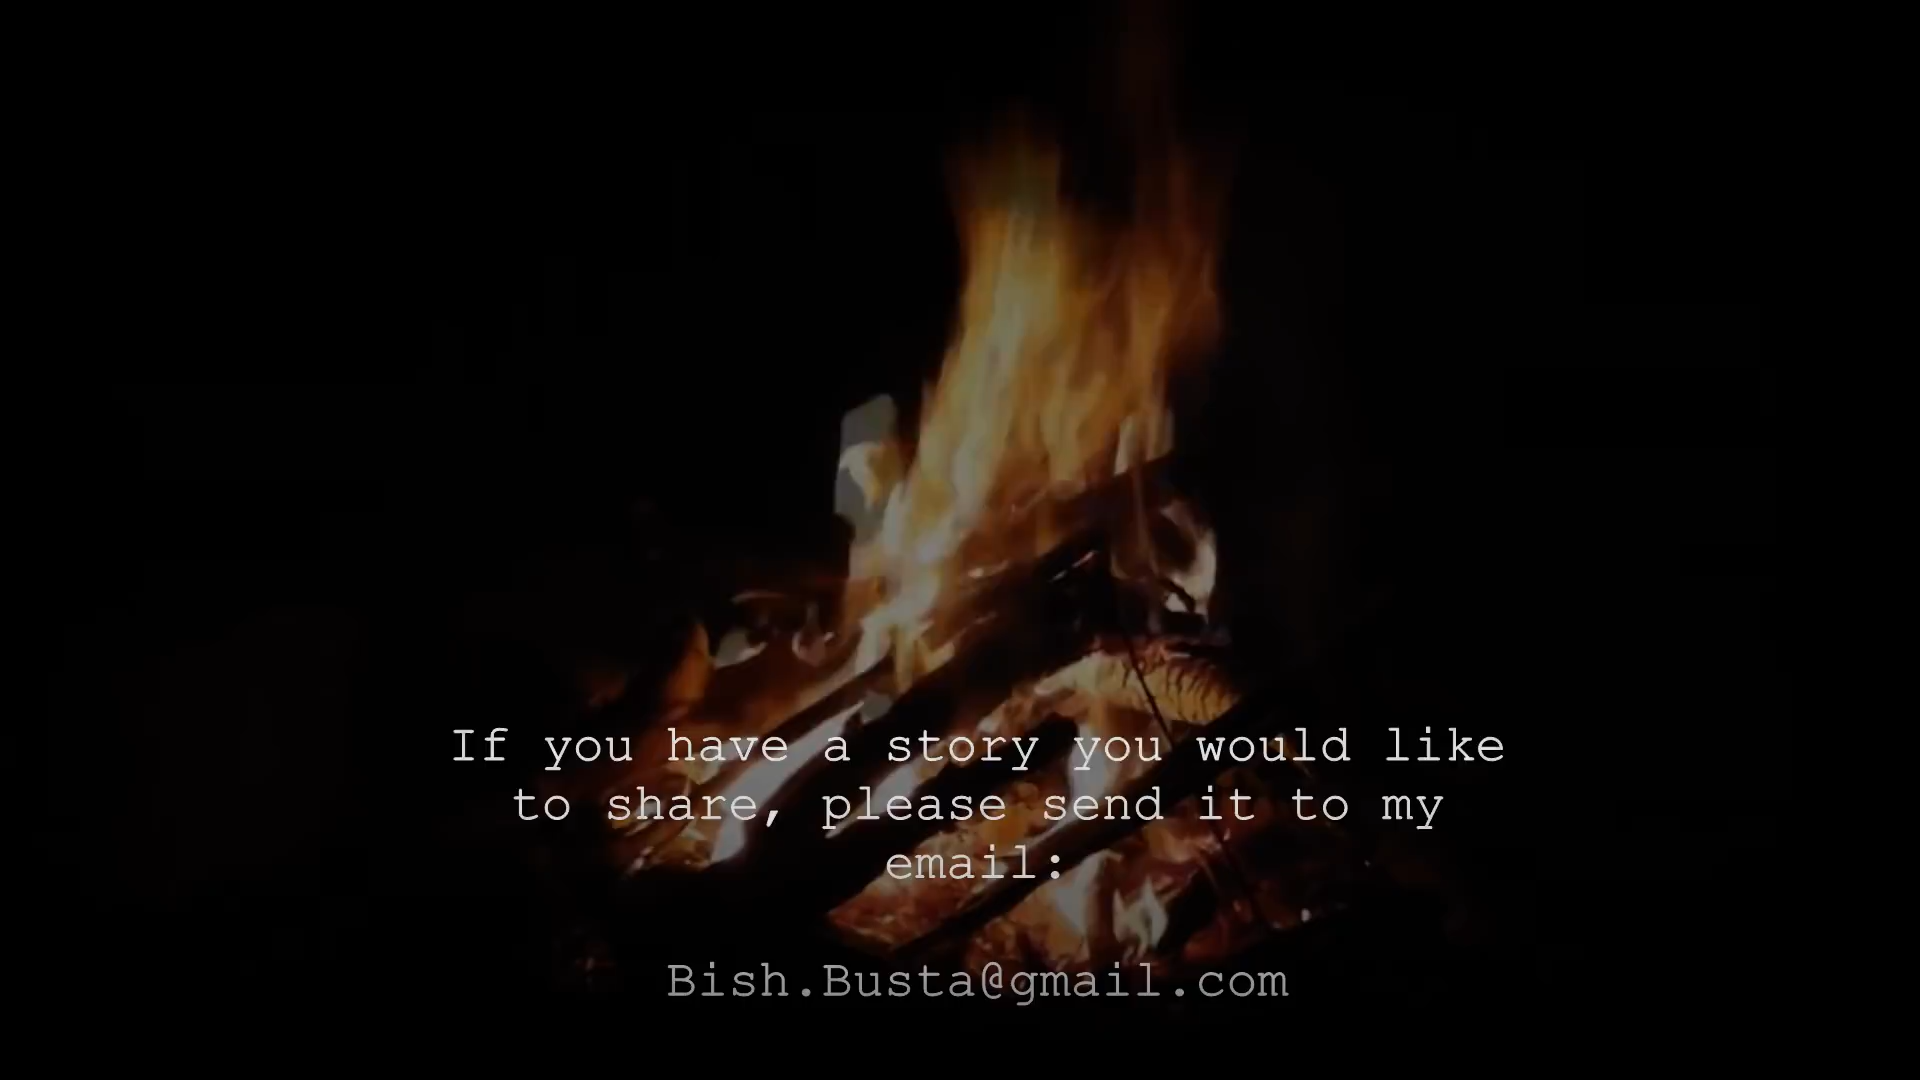 If you have a story you would like
to share, please send it to my
email:
Bish.Busta@gmail.com